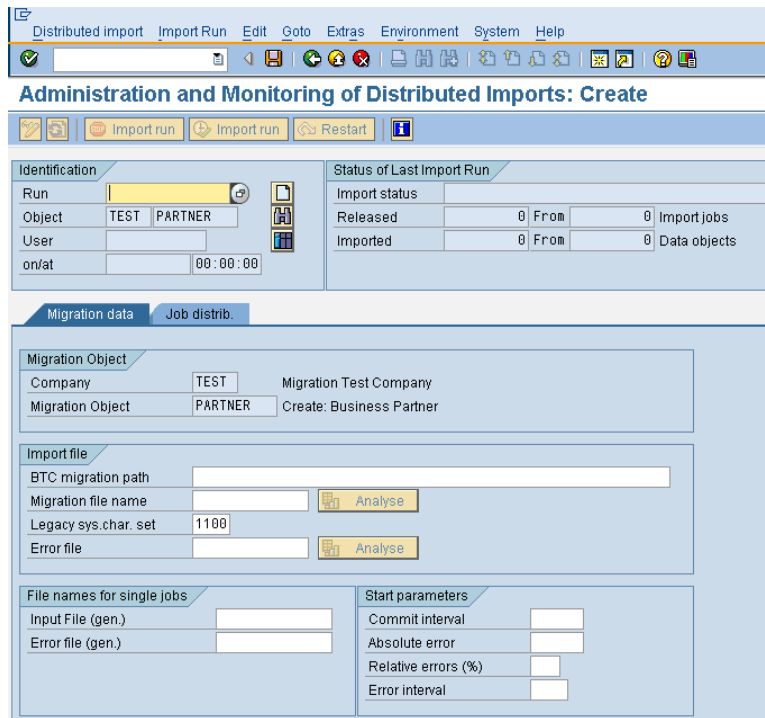 Distributed import Import Run Edit Goto Extras Environment System Help
Administration and Monitoring of Distributed Imports: Create
Import run Import run Restart
Identification
Run
Object TEST PARTNER
User
on/at 00:00:00
Status of Last Import Run
Import status
Released 0 From 0 Import jobs
Imported 0 From 0 Data objects
Migration data Job distrib.
Migration Object
Company TEST Migration Test Company
Migration Object PARTNER Create: Business Partner
Import file
BTC migration path
Migration file name Analyse
Legacy sys.char. set 1100
Error file Analyse
File names for single jobs
Input File (gen.)
Error file (gen.)
Start parameters
Commit interval
Absolute error
Relative errors (%)
Error interval